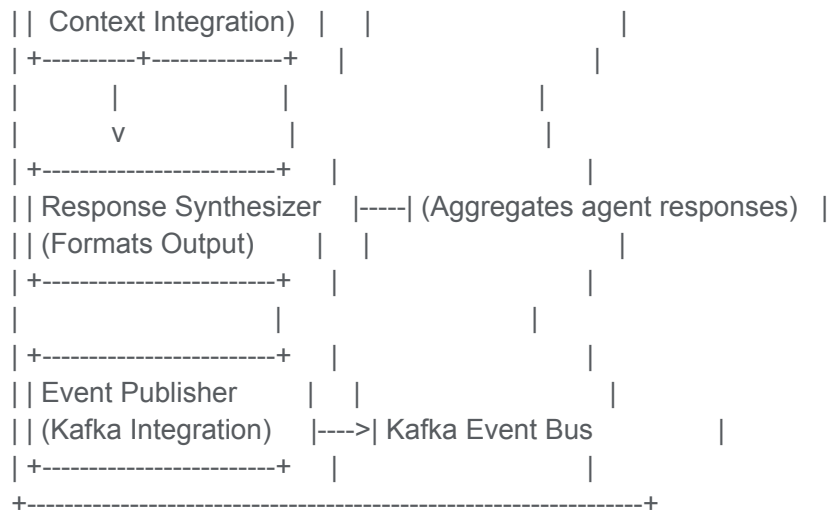 | |  Context Integration)   |     |                                  |
| +----------+--------------+     |                                  |
|            |                  |                                  |
|            v                  |                                  |
| +--------------------------+     |                                  |
| | Response Synthesizer     |-----| (Aggregates agent responses)   |
| | (Formats Output)        |     |                                  |
| +--------------------------+     |                                  |
|                               |                                  |
| +--------------------------+     |                                  |
| | Event Publisher         |     |                                  |
| | (Kafka Integration)     |---->| Kafka Event Bus                 |
| +--------------------------+     |                                  |
+------------------------------------------------------------------+